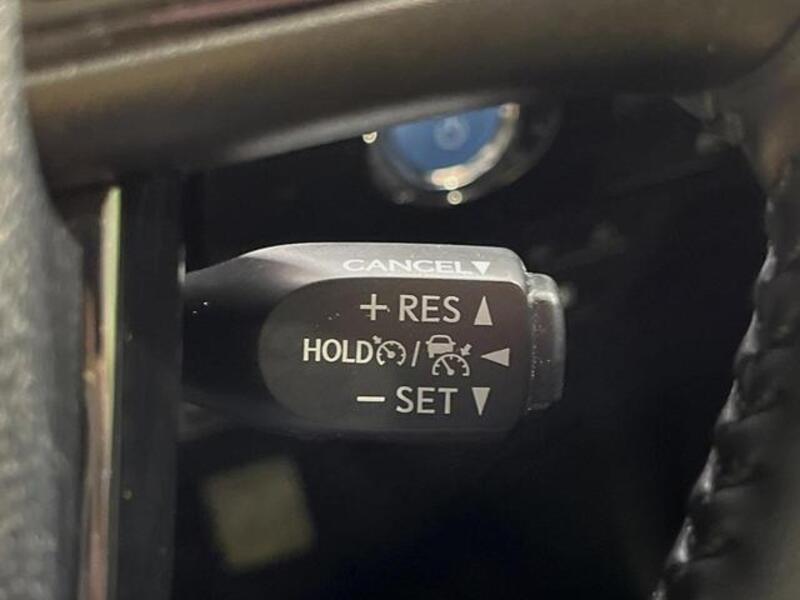 CANCEL▼
+ RES ▲
HOLD / ◀
− SET ▼